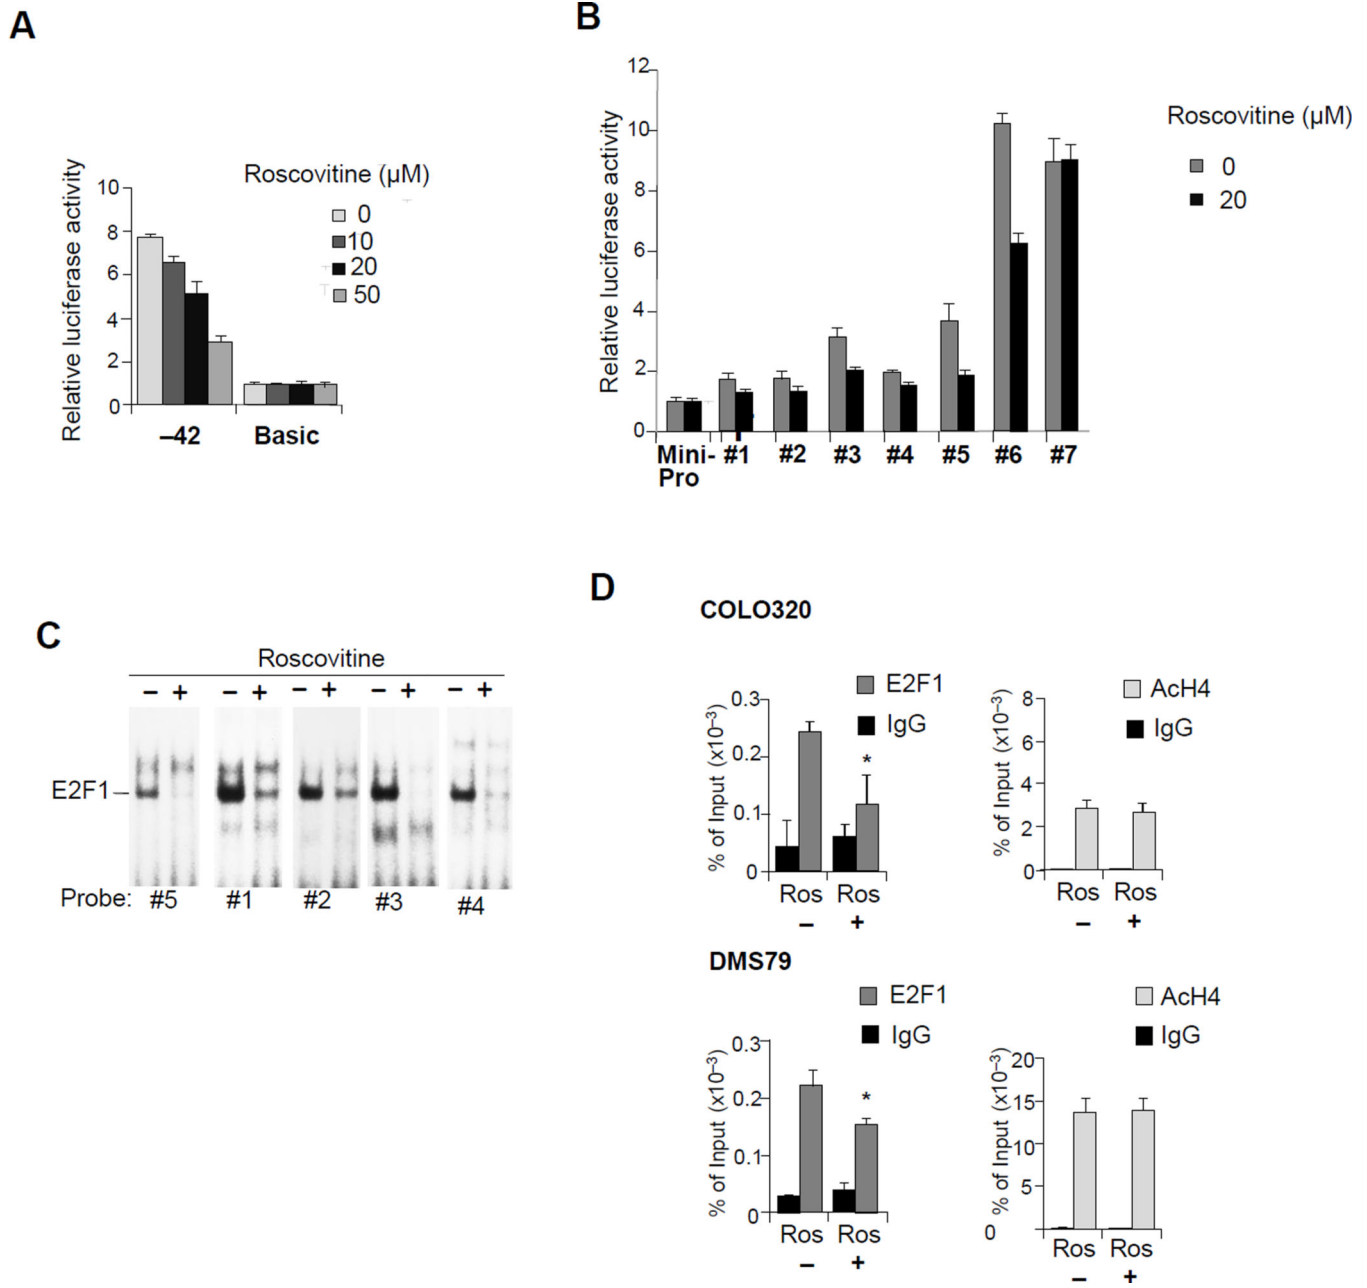 A
Relative luciferase activity
10
8
6
4
2
0
Roscovitine (µM)
0
10
20
50
–42
Basic
B
Relative luciferase activity
12
10
8
6
4
2
0
Roscovitine (µM)
0
20
Mini- #1 #2 #3 #4 #5 #6 #7
Pro
C
Roscovitine
– + – + – + – + – +
E2F1
Probe: #5 #1 #2 #3 #4
D
COLO320
% of Input (x10⁻³)
0.3
0.2
0.1
0
E2F1
IgG
*
Ros Ros
– +
% of Input (x10⁻³)
8
6
4
2
0
AcH4
IgG
Ros Ros
– +
DMS79
% of Input (x10⁻³)
0.3
0.2
0.1
0
E2F1
IgG
*
Ros Ros
– +
% of Input (x10⁻³)
20
15
10
5
0
AcH4
IgG
Ros Ros
– +